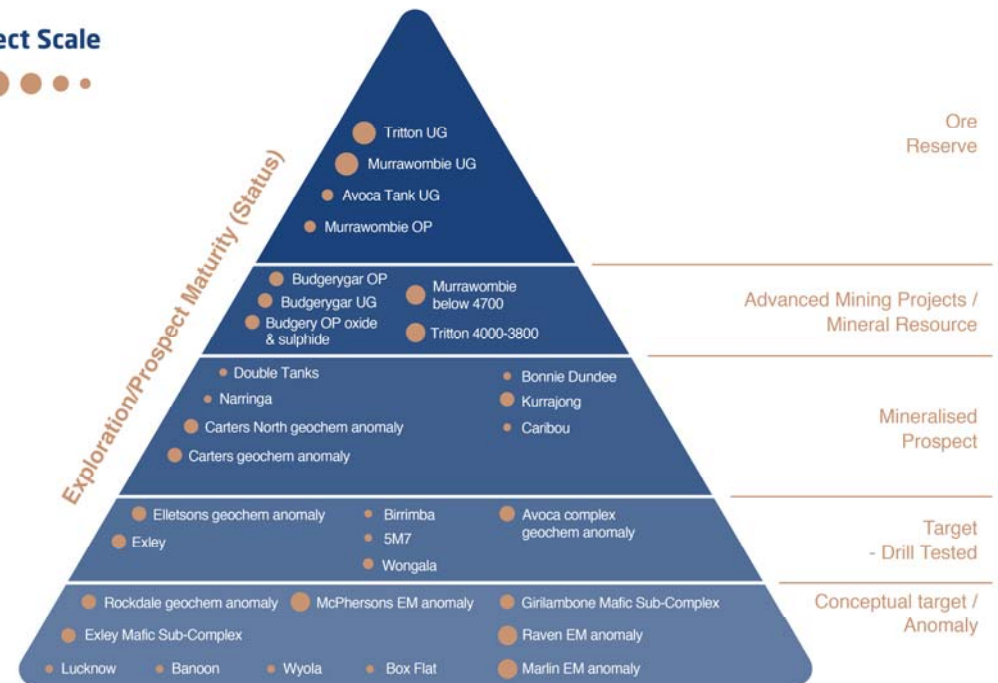 ect Scale
Exploration/Prospect Maturity (Status)
Tritton UG
Murrawombie UG
Avoca Tank UG
Murrawombie OP
Ore
Reserve
Budgerygar OP
Budgerygar UG
Budgery OP oxide
& sulphide
Murrawombie
below 4700
Tritton 4000-3800
Advanced Mining Projects /
Mineral Resource
Double Tanks
Narringa
Carters North geochem anomaly
Carters geochem anomaly
Bonnie Dundee
Kurrajong
Caribou
Mineralised
Prospect
Elletsons geochem anomaly
Exley
Birrimba
5M7
Wongala
Avoca complex
geochem anomaly
Target
- Drill Tested
Rockdale geochem anomaly
McPhersons EM anomaly
Girilambone Mafic Sub-Complex
Exley Mafic Sub-Complex
Raven EM anomaly
Lucknow
Banoon
Wyola
Box Flat
Marlin EM anomaly
Conceptual target /
Anomaly